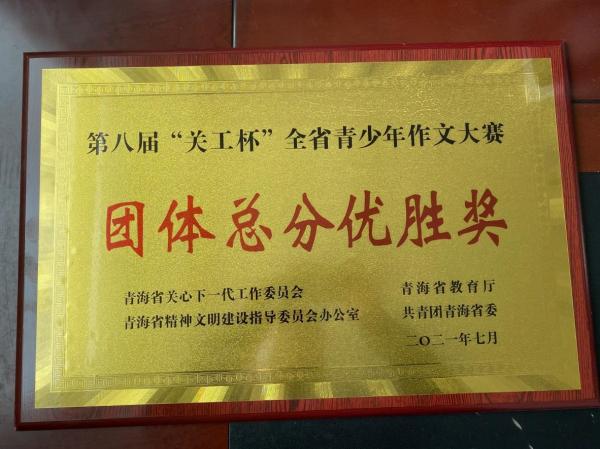 第八届“关工杯”全省青少年作文大赛
团体总分优胜奖
青海省关心下一代工作委员会 青海省教育厅
青海省精神文明建设指导委员会办公室 共青团青海省委
二〇二一年七月